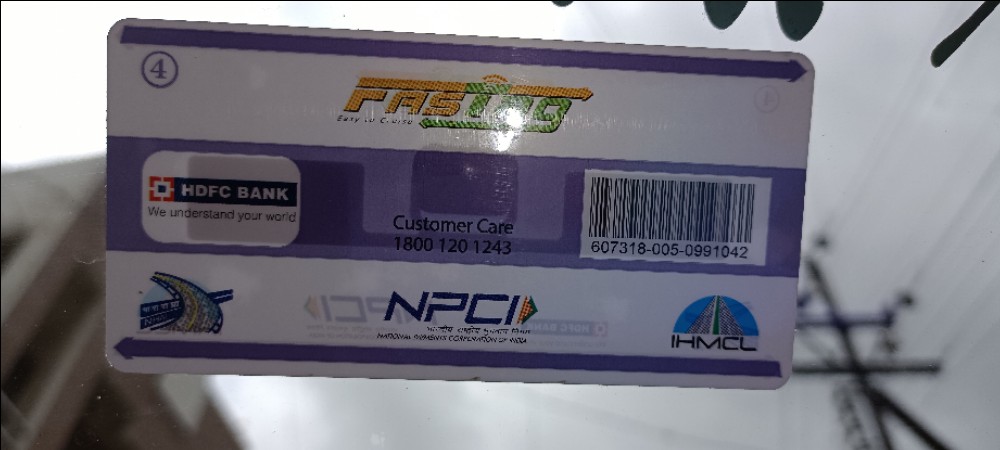 4
FASTag
Easy to Cruise
HDFC BANK
We understand your world
Customer Care
1800 120 1243
607318-005-0991042
NPCI
NATIONAL PAYMENTS CORPORATION OF INDIA
IHMCL